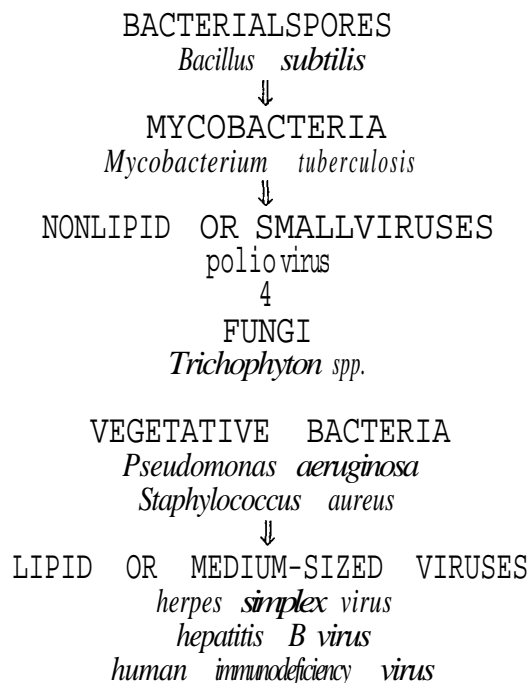 BACTERIALSPORES
Bacillus subtilis
⇓
MYCOBACTERIA
Mycobacterium tuberculosis
⇓
NONLIPID OR SMALLVIRUSES
polio virus
4
FUNGI
Trichophyton spp.
VEGETATIVE BACTERIA
Pseudomonas aeruginosa
Staphylococcus aureus
⇓
LIPID OR MEDIUM-SIZED VIRUSES
herpes simplex virus
hepatitis B virus
human immunodeficiency virus